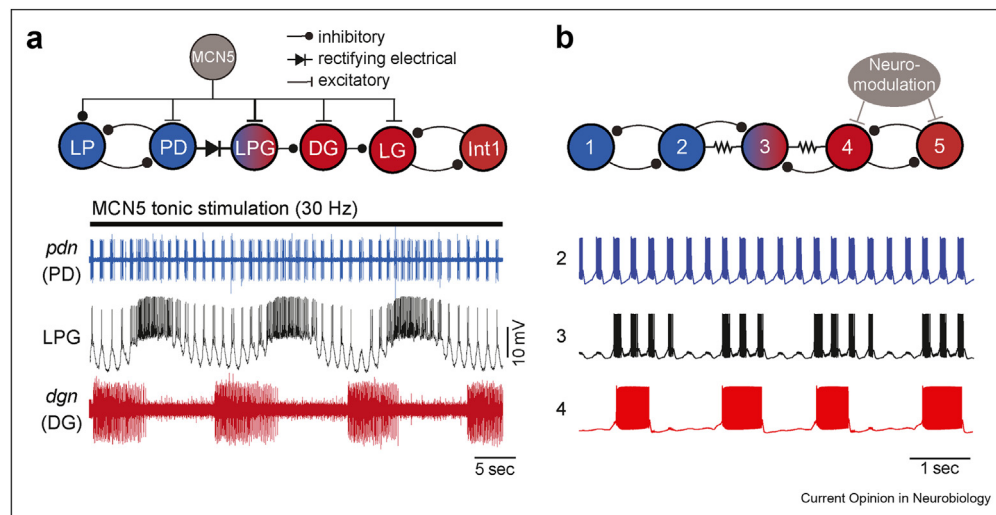 a
MCN5
inhibitory
rectifying electrical
excitatory
LP PD LPG DG LG Int1
MCN5 tonic stimulation (30 Hz)
pdn
(PD)
LPG
10 mV
dgn
(DG)
5 sec
b
Neuro-
modulation
1 2 3 4 5
2
3
4
1 sec
Current Opinion in Neurobiology